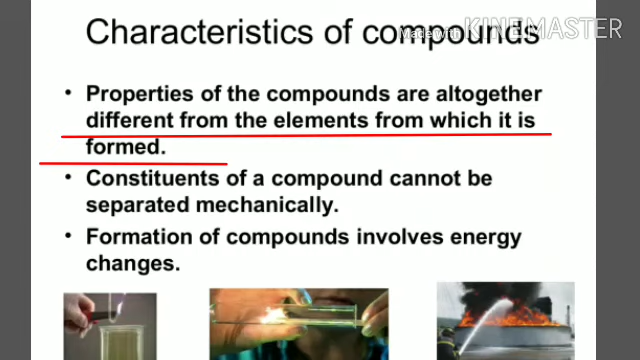 Characteristics of compounds
Made with KINEMASTER
• Properties of the compounds are altogether
different from the elements from which it is
formed.
• Constituents of a compound cannot be
separated mechanically.
• Formation of compounds involves energy
changes.